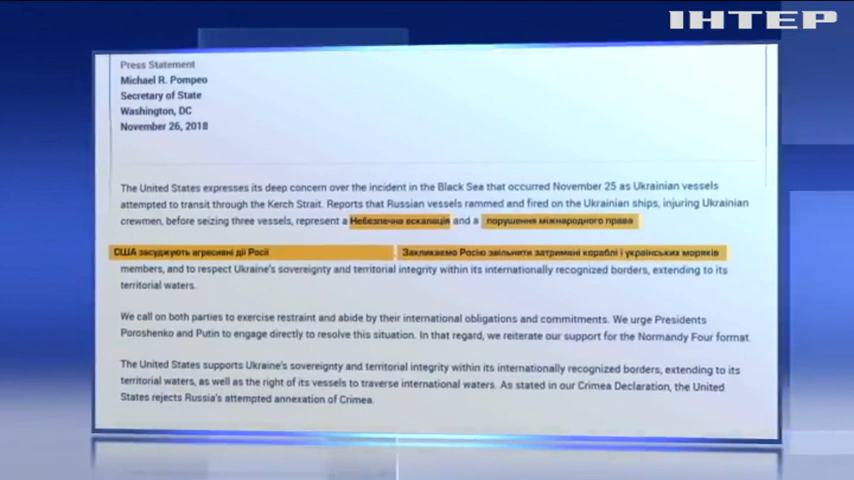 ІНТЕР
Press Statement
Michael R. Pompeo
Secretary of State
Washington, DC
November 26, 2018
The United States expresses its deep concern over the incident in the Black Sea that occurred November 25 as Ukrainian vessels
attempted to transit through the Kerch Strait. Reports that Russian vessels rammed and fired on the Ukrainian ships, injuring Ukrainian
crewmen, before seizing three vessels, represent a Небезпечна ескалація and a порушення міжнародного права
США засуджують агресивні дії Росії Закликаємо Росію звільнити затримані кораблі і українських моряків
members, and to respect Ukraine's sovereignty and territorial integrity within its internationally recognized borders, extending to its
territorial waters.
We call on both parties to exercise restraint and abide by their international obligations and commitments. We urge Presidents
Poroshenko and Putin to engage directly to resolve this situation. In that regard, we reiterate our support for the Normandy Four format.
The United States supports Ukraine's sovereignty and territorial integrity within its internationally recognized borders, extending to its
territorial waters, as well as the right of its vessels to traverse international waters. As stated in our Crimea Declaration, the United
States rejects Russia's attempted annexation of Crimea.